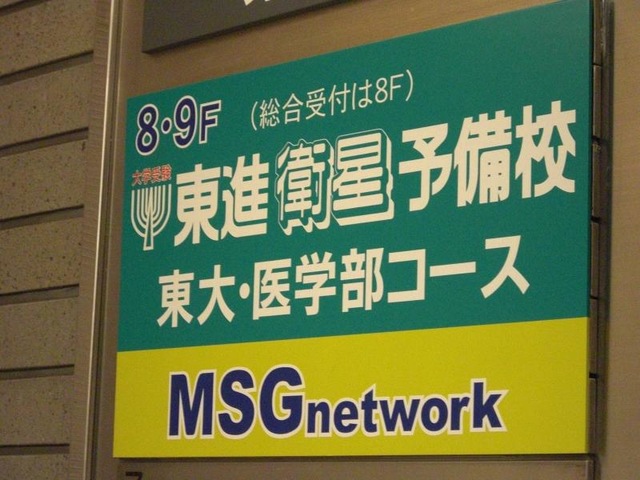 8・9F (総合受付は8F)
大学受験
東進衛星予備校
東大・医学部コース
MSGnetwork